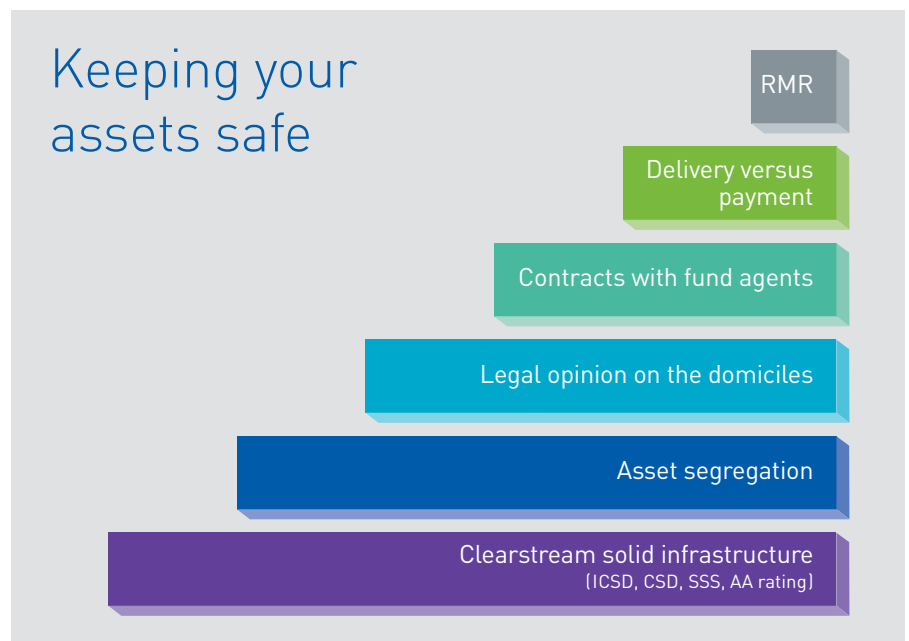 Keeping your
assets safe
RMR
Delivery versus
payment
Contracts with fund agents
Legal opinion on the domiciles
Asset segregation
Clearstream solid infrastructure
(ICSD, CSD, SSS, AA rating)